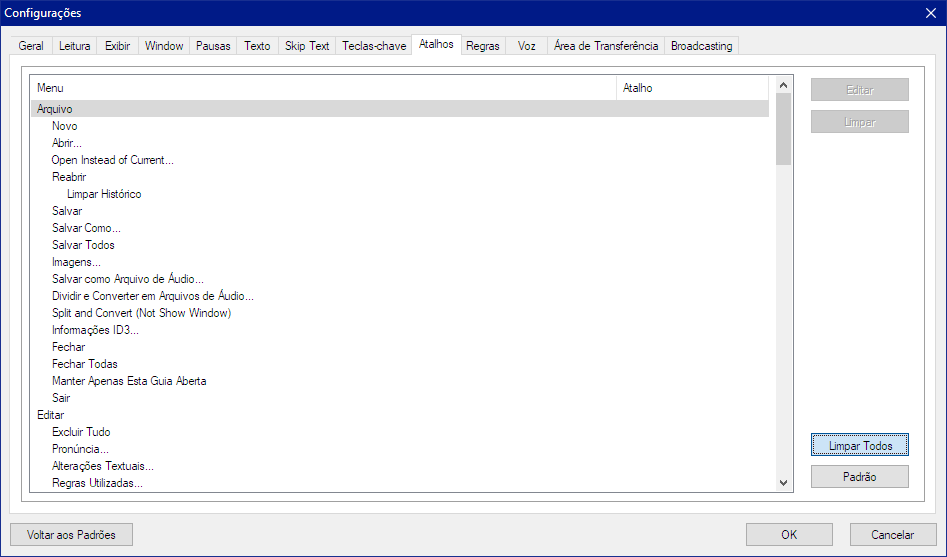 Configurações
Geral Leitura Exibir Window Pausas Texto Skip Text Teclas-chave Atalhos Regras Voz Área de Transferência Broadcasting
Menu Atalho
Arquivo
Novo
Abrir...
Open Instead of Current...
Reabrir
Limpar Histórico
Salvar
Salvar Como...
Salvar Todos
Imagens...
Salvar como Arquivo de Áudio...
Dividir e Converter em Arquivos de Áudio...
Split and Convert (Not Show Window)
Informações ID3...
Fechar
Fechar Todas
Manter Apenas Esta Guia Aberta
Sair
Editar
Excluir Tudo
Pronúncia...
Alterações Textuais...
Regras Utilizadas...
Editar
Limpar
Limpar Todos
Padrão
Voltar aos Padrões OK Cancelar